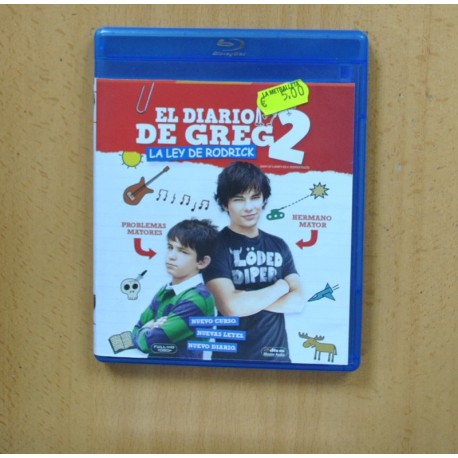 LA METRALLETA
€ 5,00
EL DIARIO
DE GREG 2
LA LEY DE RODRICK
PROBLEMAS
MAYORES
HERMANO
MAYOR
LÖDED
DIPER
NUEVO CURSO.
NUEVAS LEYES.
NUEVO DIARIO.